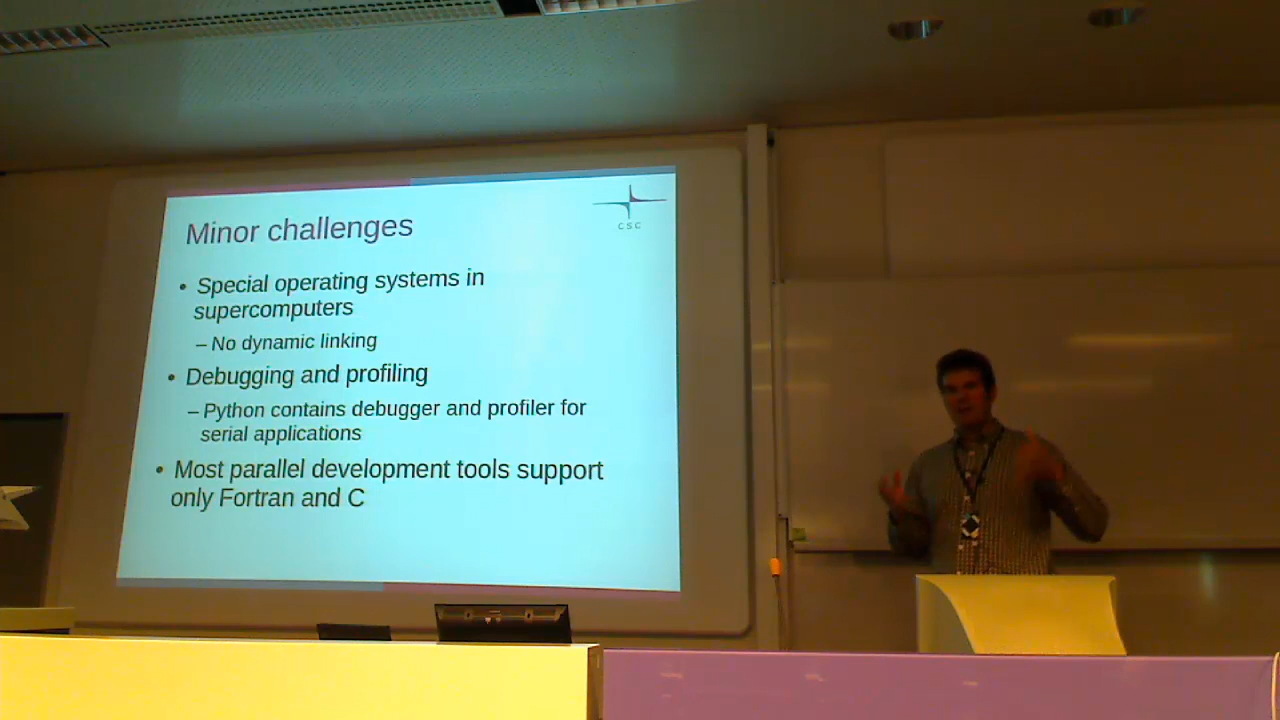 CSC
Minor challenges
• Special operating systems in
supercomputers
– No dynamic linking
• Debugging and profiling
– Python contains debugger and profiler for
serial applications
• Most parallel development tools support
only Fortran and C